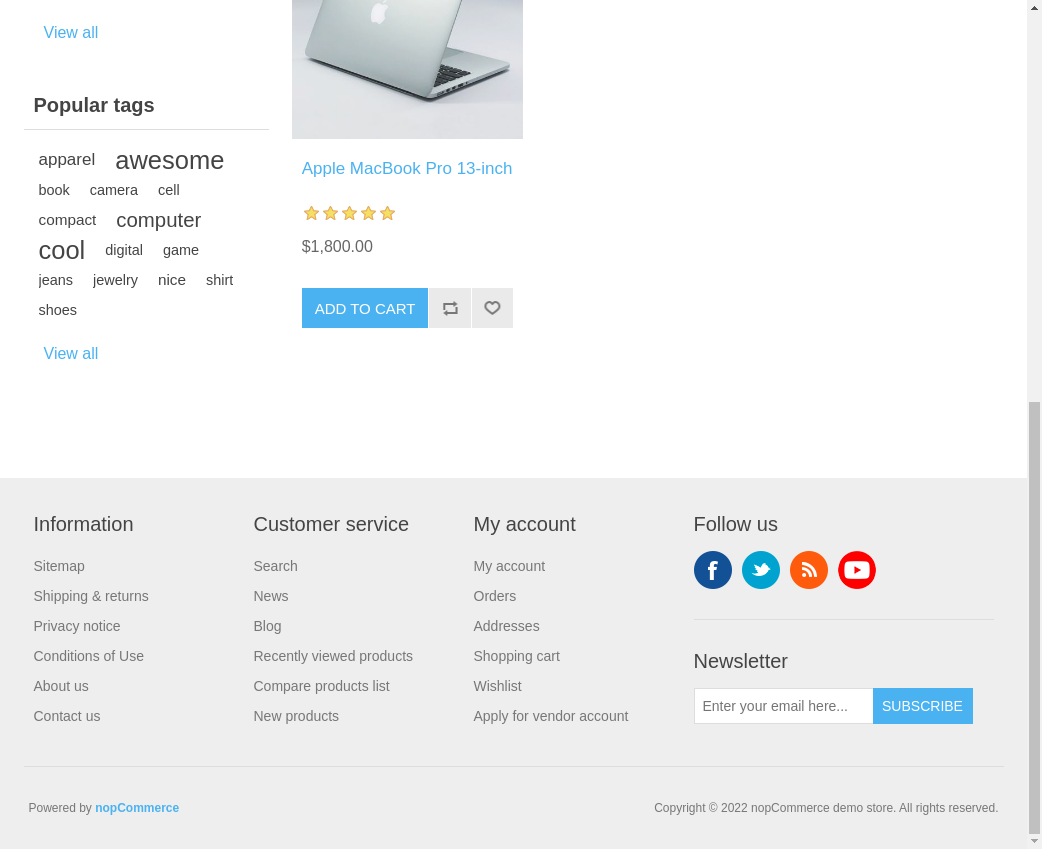 View all
Popular tags
apparel awesome
book camera cell
compact computer
cool digital game
jeans jewelry nice shirt
shoes
View all
Apple MacBook Pro 13-inch
$1,800.00
ADD TO CART
Information
Sitemap
Shipping & returns
Privacy notice
Conditions of Use
About us
Contact us
Customer service
Search
News
Blog
Recently viewed products
Compare products list
New products
My account
My account
Orders
Addresses
Shopping cart
Wishlist
Apply for vendor account
Follow us
Newsletter
Enter your email here...
SUBSCRIBE
Powered by nopCommerce
Copyright © 2022 nopCommerce demo store. All rights reserved.